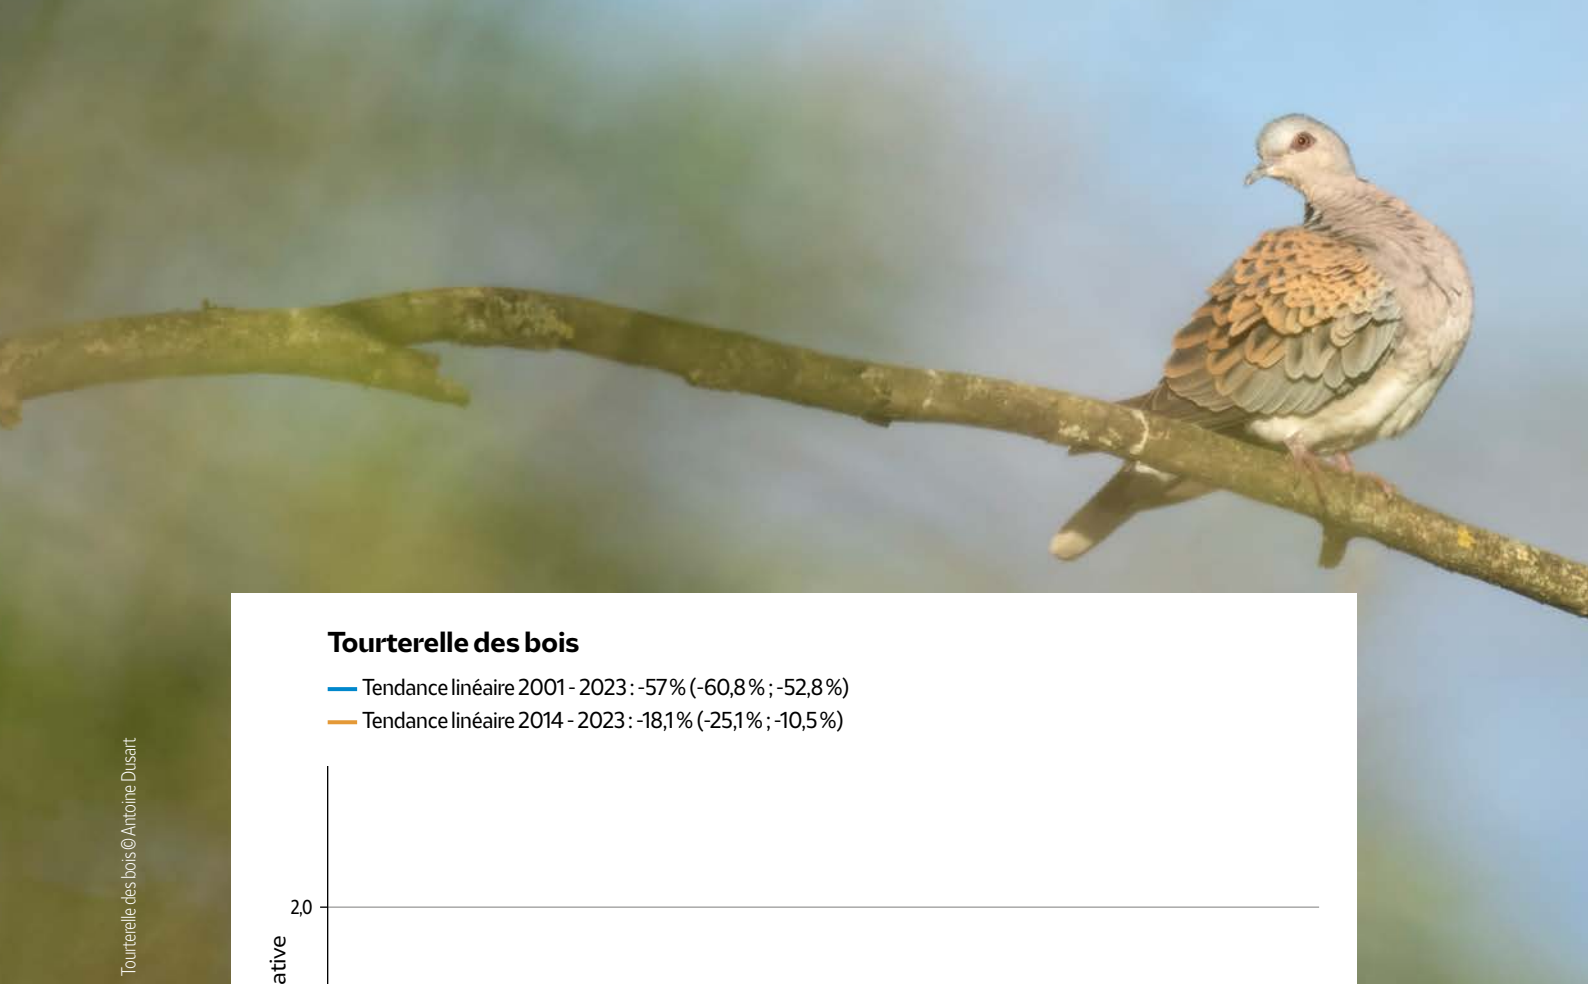 Tourterelle des bois
Tendance linéaire 2001 - 2023 : -57 % (-60,8 % ; -52,8 %)
Tendance linéaire 2014 - 2023 : -18,1 % (-25,1 % ; -10,5 %)
2,0
ative
Tourterelle des bois © Antoine Dusart